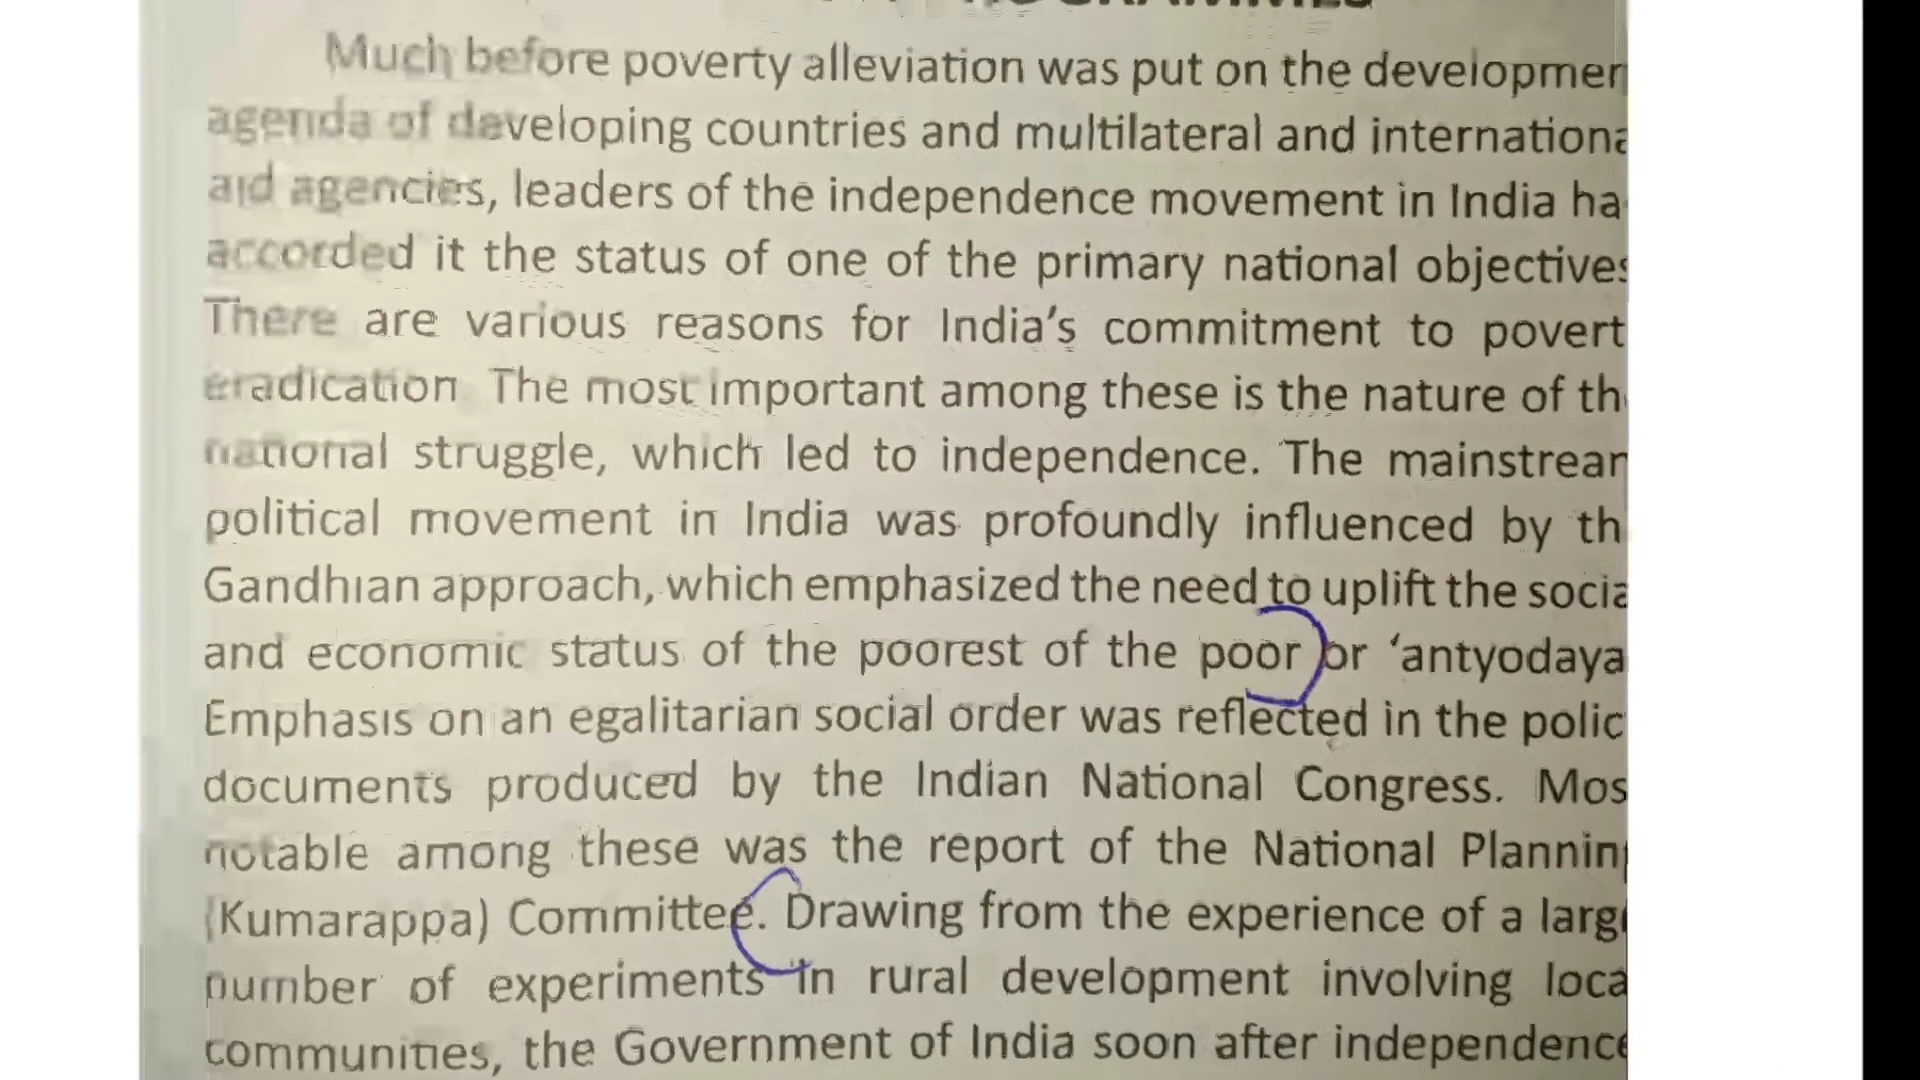 Much before poverty alleviation was put on the developmen
agenda of developing countries and multilateral and internationa
aid agencies, leaders of the independence movement in India ha
accorded it the status of one of the primary national objectives
There are various reasons for India's commitment to povert
eradication. The most important among these is the nature of th
national struggle, which led to independence. The mainstream
political movement in India was profoundly influenced by th
Gandhian approach, which emphasized the need to uplift the socia
and economic status of the poorest of the poor or 'antyodaya
Emphasis on an egalitarian social order was reflected in the polic
documents produced by the Indian National Congress. Mos
notable among these was the report of the National Plannin
(Kumarappa) Committee. Drawing from the experience of a larg
number of experiments in rural development involving loca
communities, the Government of India soon after independence